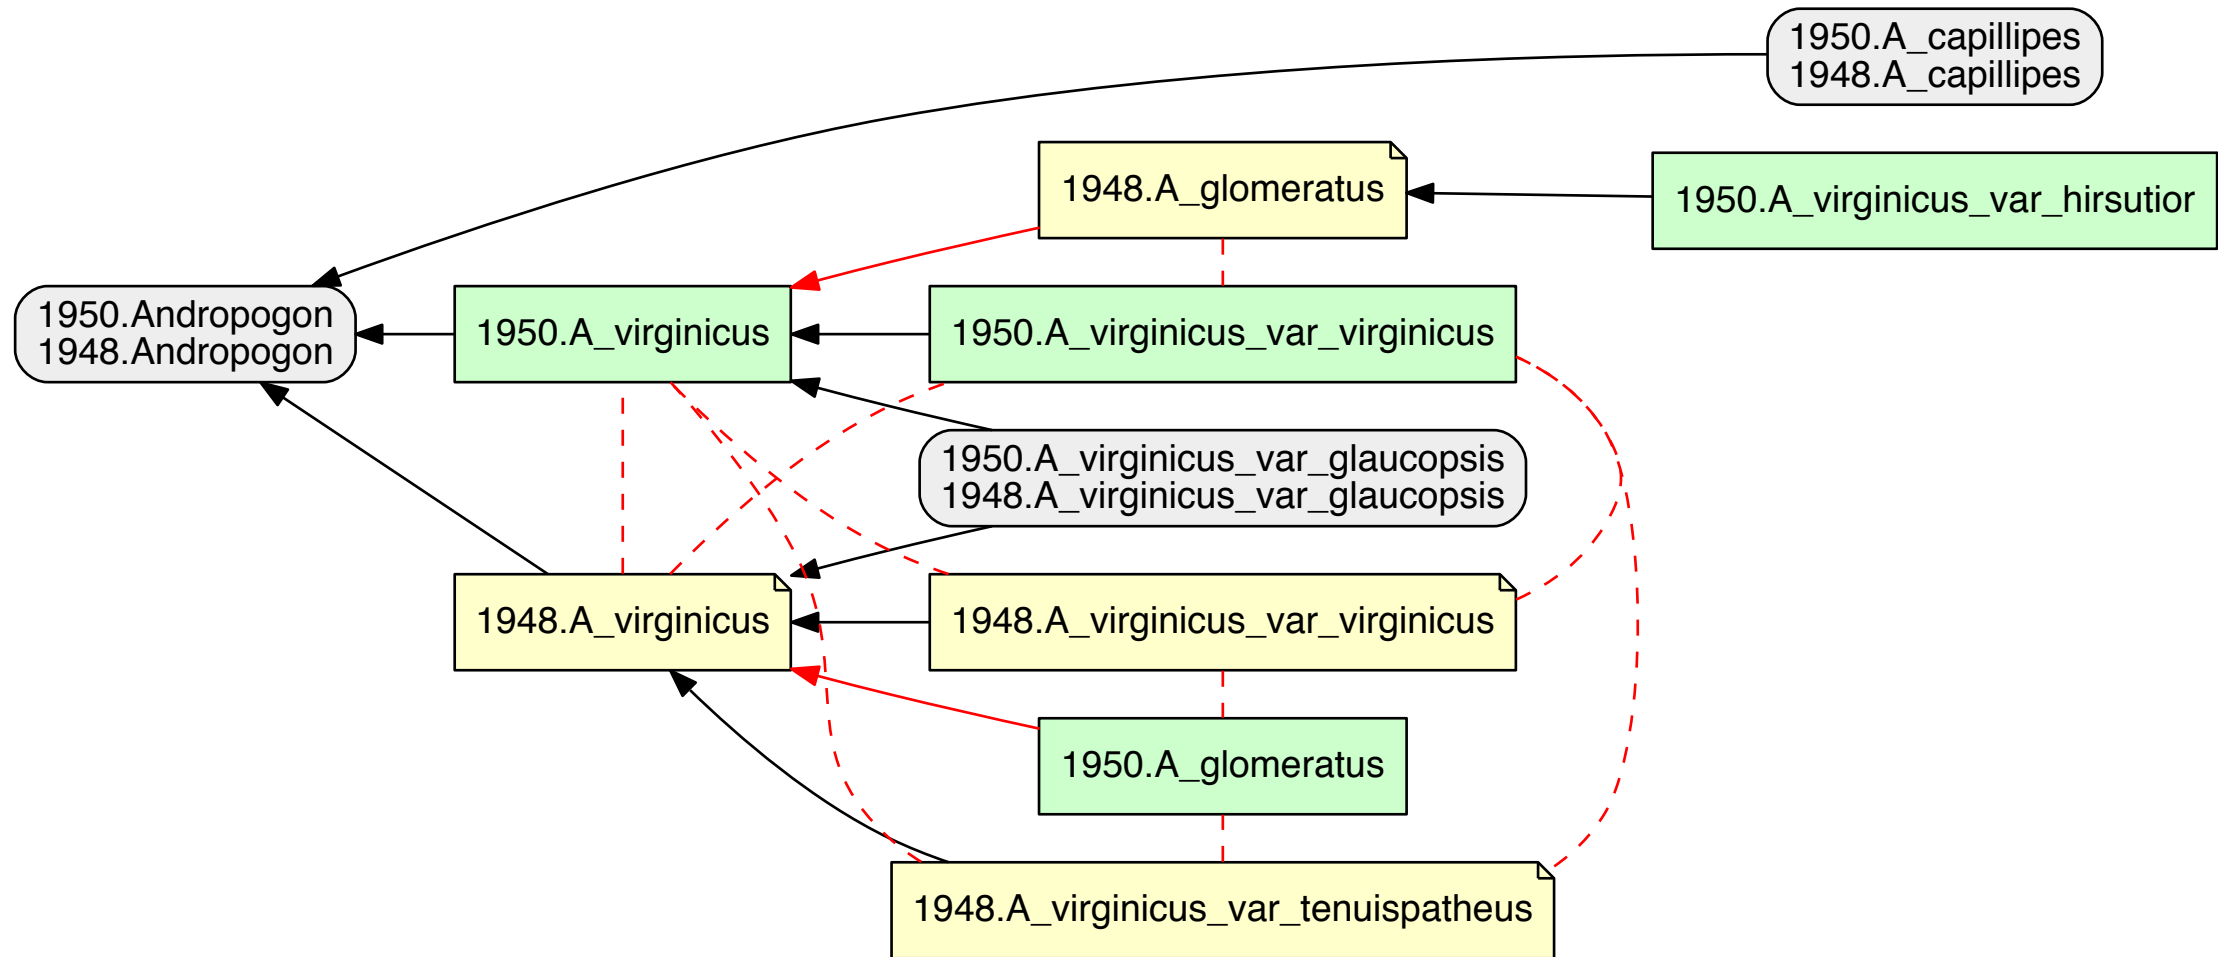 1950.A_capillipes
1948.A_capillipes
1948.A_glomeratus
1950.A_virginicus_var_hirsutior
1950.Andropogon
1948.Andropogon
1950.A_virginicus
1950.A_virginicus_var_virginicus
1950.A_virginicus_var_glaucopsis
1948.A_virginicus_var_glaucopsis
1948.A_virginicus
1948.A_virginicus_var_virginicus
1950.A_glomeratus
1948.A_virginicus_var_tenuispatheus